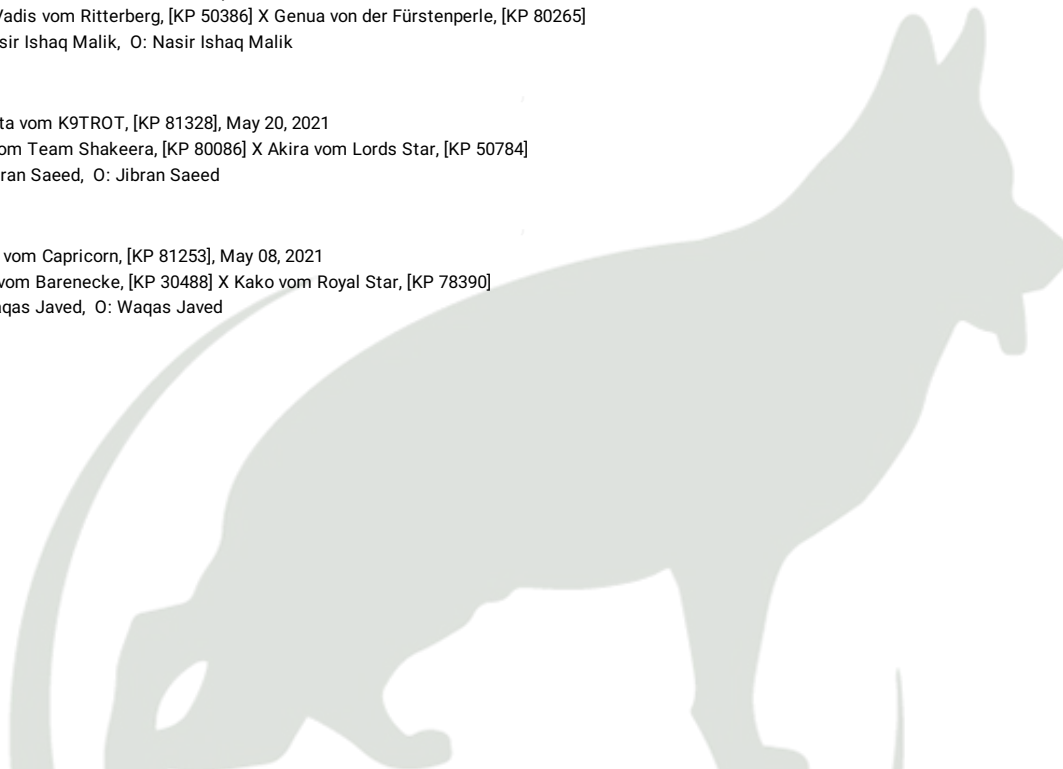 Vadis vom Ritterberg, [KP 50386] X Genua von der Fürstenperle, [KP 80265]
sir Ishaq Malik, O: Nasir Ishaq Malik
ta vom K9TROT, [KP 81328], May 20, 2021
om Team Shakeera, [KP 80086] X Akira vom Lords Star, [KP 50784]
ran Saeed, O: Jibran Saeed
vom Capricorn, [KP 81253], May 08, 2021
vom Barenecke, [KP 30488] X Kako vom Royal Star, [KP 78390]
aqas Javed, O: Waqas Javed